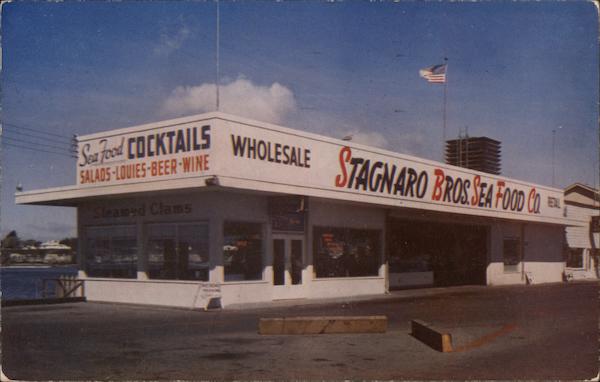 Sea Food COCKTAILS
SALADS-LOUIES-BEER-WINE
WHOLESALE
STAGNARO BROS. SEA FOOD CO.
RETAIL
Steamed Clams